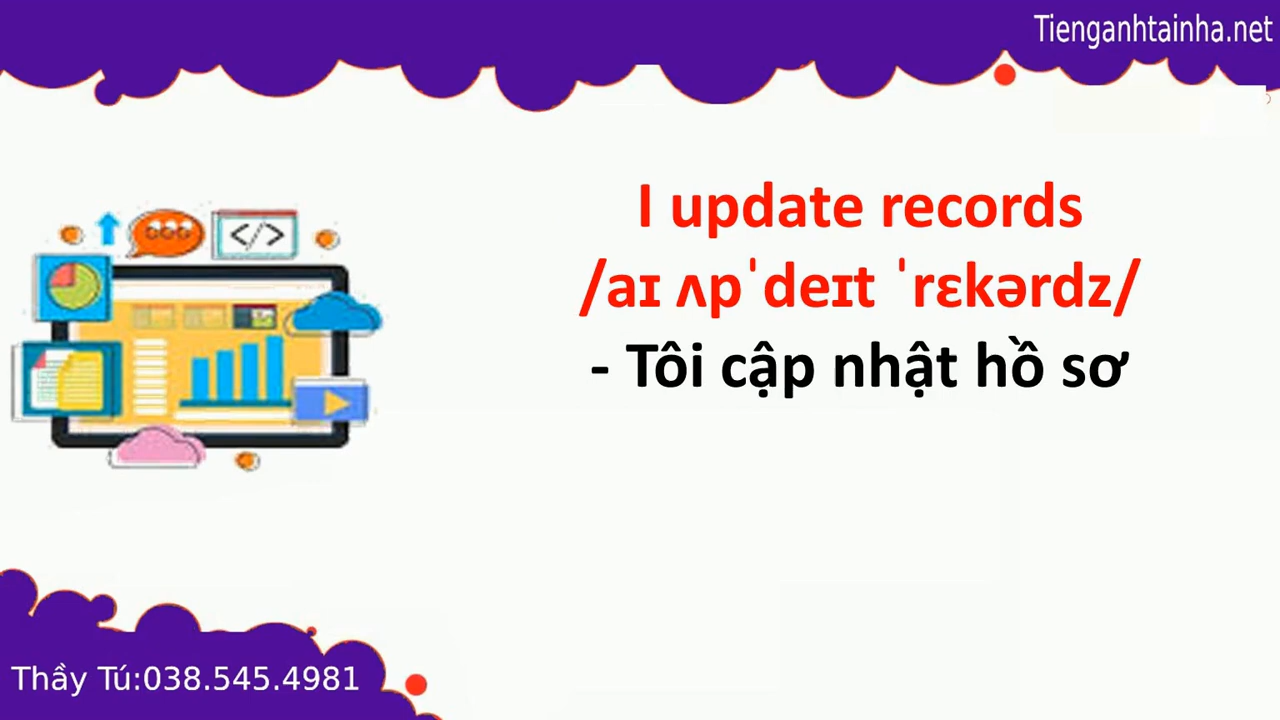 Tienganhtainha.net
</>
I update records
/aɪ ʌpˈdeɪt ˈrɛkərdz/
- Tôi cập nhật hồ sơ
Thầy Tú:038.545.4981